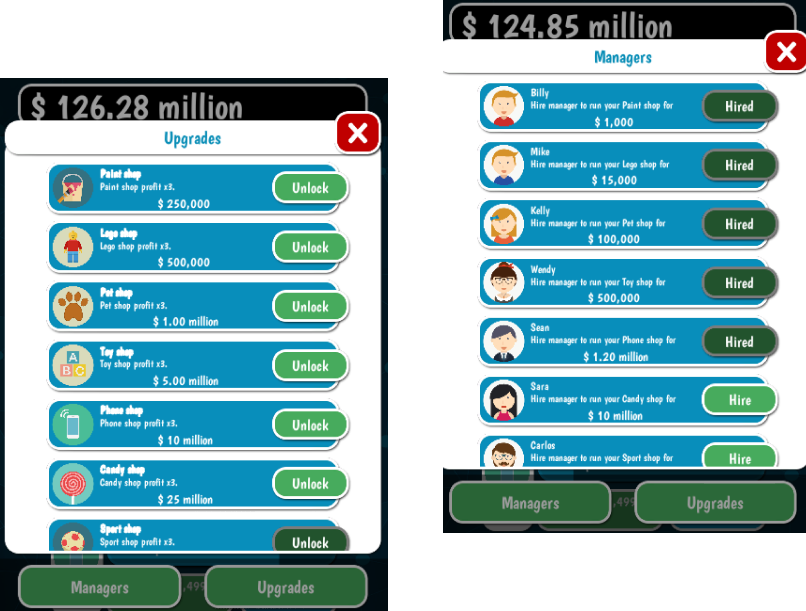 $ 126.28 million
Upgrades
Paint shop
Paint shop profit x3.
$ 250,000
Unlock
Lego shop
Lego shop profit x3.
$ 500,000
Unlock
Pet shop
Pet shop profit x3.
$ 1.00 million
Unlock
Toy shop
Toy shop profit x3.
$ 5.00 million
Unlock
A
B C
Phone shop
Phone shop profit x3.
$ 10 million
Unlock
Candy shop
Candy shop profit x3.
$ 25 million
Unlock
Sport shop
Sport shop profit x3.
Unlock
Managers
,499
Upgrades
$ 124.85 million
Managers
Billy
Hire manager to run your Paint shop for
$ 1,000
Hired
Mike
Hire manager to run your Lego shop for
$ 15,000
Hired
Kelly
Hire manager to run your Pet shop for
$ 100,000
Hired
Wendy
Hire manager to run your Toy shop for
$ 500,000
Hired
Sean
Hire manager to run your Phone shop for
$ 1.20 million
Hired
Sara
Hire manager to run your Candy shop for
$ 10 million
Hire
Carlos
Hire manager to run your Sport shop for
Hire
Managers
,499
Upgrades